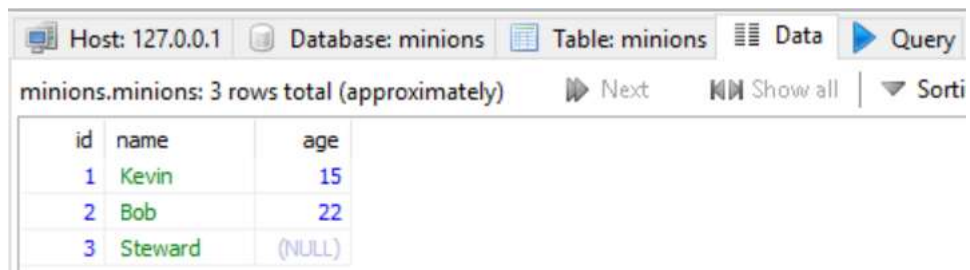 Host: 127.0.0.1 Database: minions Table: minions Data Query
minions.minions: 3 rows total (approximately) Next Show all Sorti
id name age
1 Kevin 15
2 Bob 22
3 Steward (NULL)